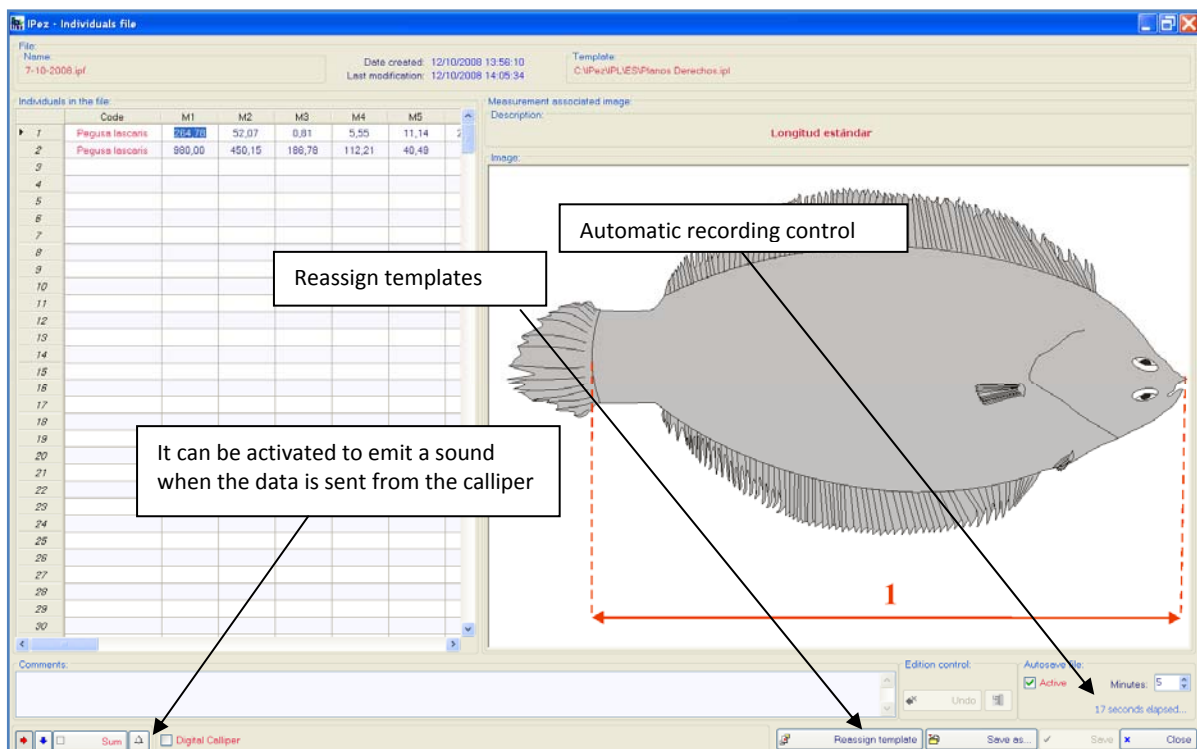 IPez - Individuals file
File:
Name:
7-10-2008.ipf
Date created: 12/10/2008 13:56:10
Last modification: 12/10/2008 14:05:34
Template:
C:\IPez\IPL\ES\Planos Derechos.ipl
Individuals in the file:
Code M1 M2 M3 M4 M5
1 Pegusa lascaris 264,78 52,07 0,81 5,55 11,14 2
2 Pegusa lascaris 980,00 450,15 186,78 112,21 40,49
3
4
5
6
7
8
9
10
11
12
13
14
15
16
17
18
19
20
21
22
23
24
25
26
27
28
29
30
Measurement associated image:
Description:
Longitud estándar
Image:
Automatic recording control
Reassign templates
It can be activated to emit a sound
when the data is sent from the calliper
1
Comments:
Edition control:
Undo
Autosave file:
Active Minutes: 5
17 seconds elapsed...
Sum Digital Calliper
Reassign template Save as... Save Close